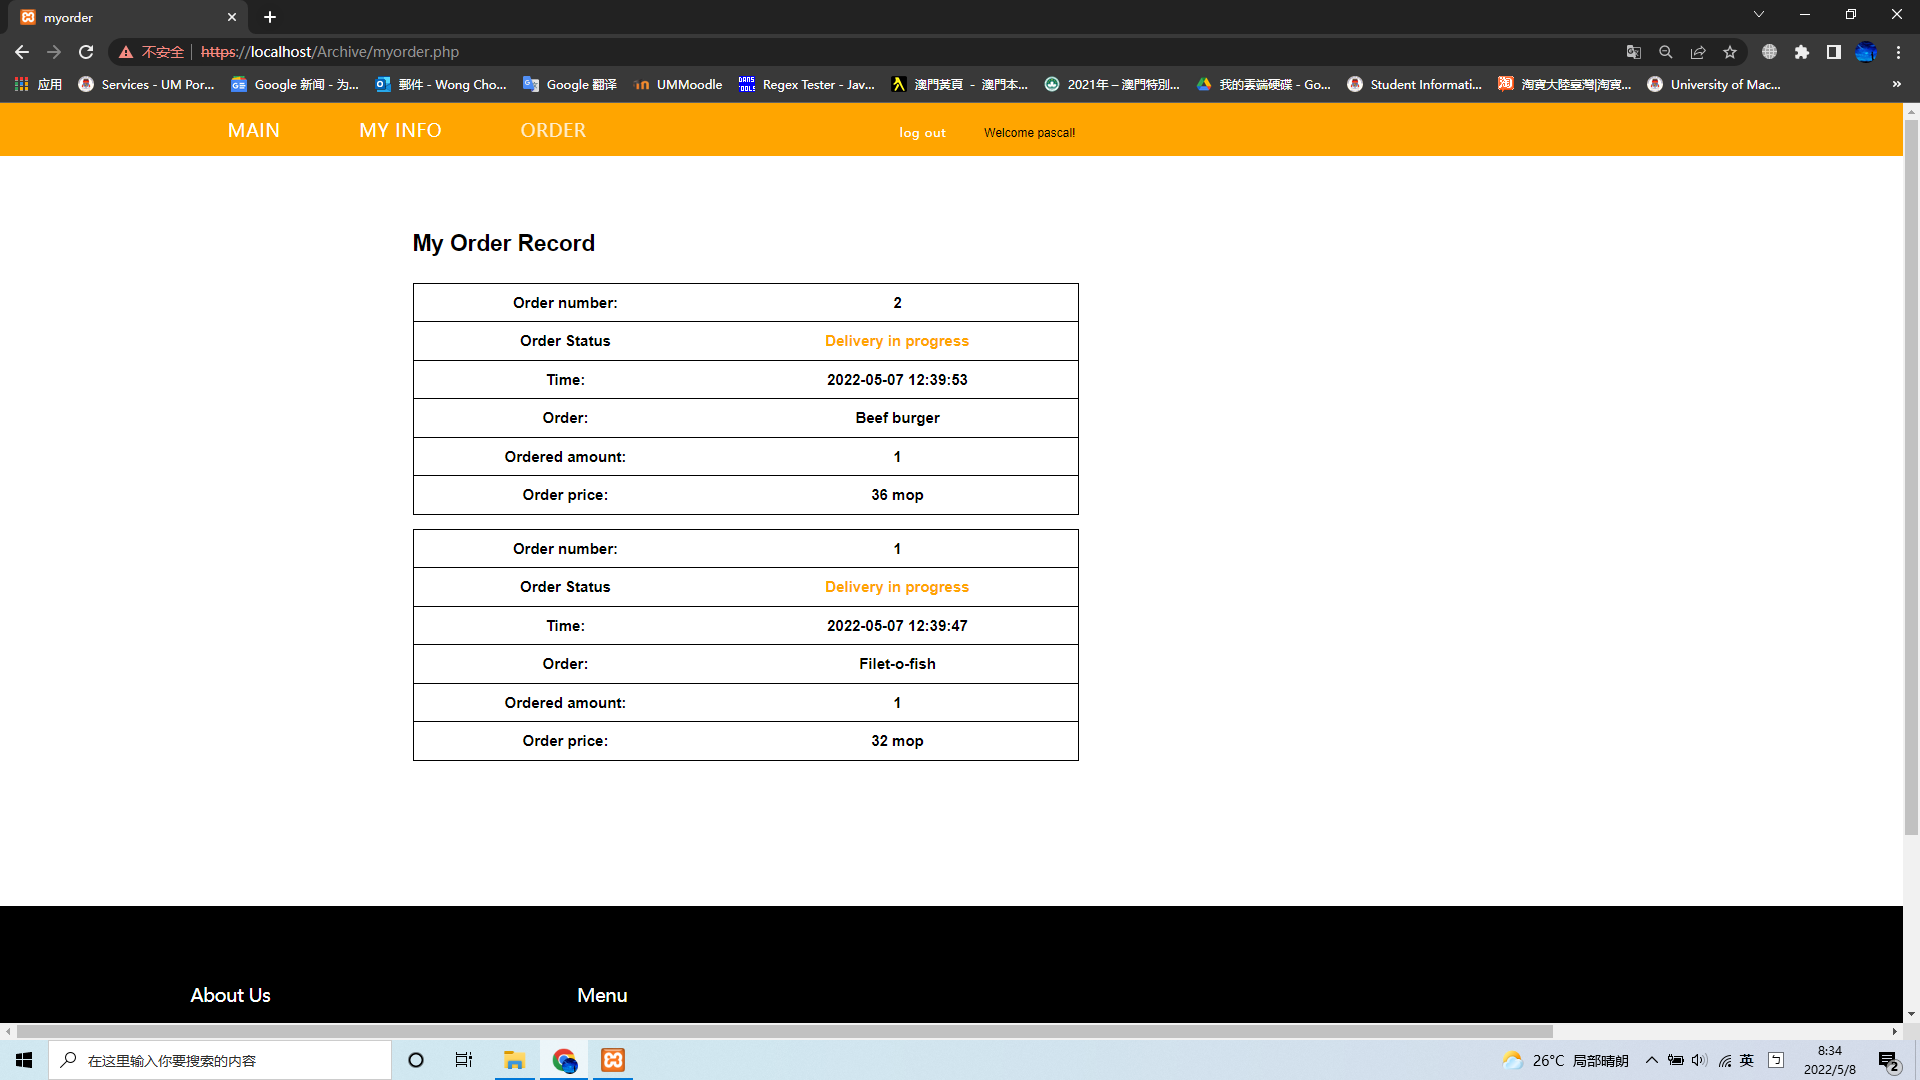 myorder
不安全 https://localhost/Archive/myorder.php
应用 Services - UM Por... Google 新闻 - 为... 郵件 - Wong Cho... Google 翻译 UMMoodle Regex Tester - Jav... 澳門黃頁 - 澳門本... 2021年 – 澳門特別... 我的雲端硬碟 - Go... Student Informati... 淘寶大陸臺灣|淘寬... University of Mac... »
MAIN MY INFO ORDER log out Welcome pascal!
My Order Record
Order number: 2
Order Status Delivery in progress
Time: 2022-05-07 12:39:53
Order: Beef burger
Ordered amount: 1
Order price: 36 mop
Order number: 1
Order Status Delivery in progress
Time: 2022-05-07 12:39:47
Order: Filet-o-fish
Ordered amount: 1
Order price: 32 mop
About Us Menu
在这里输入你要搜索的内容 26°C 局部晴朗 英 8:34
2022/5/8 2